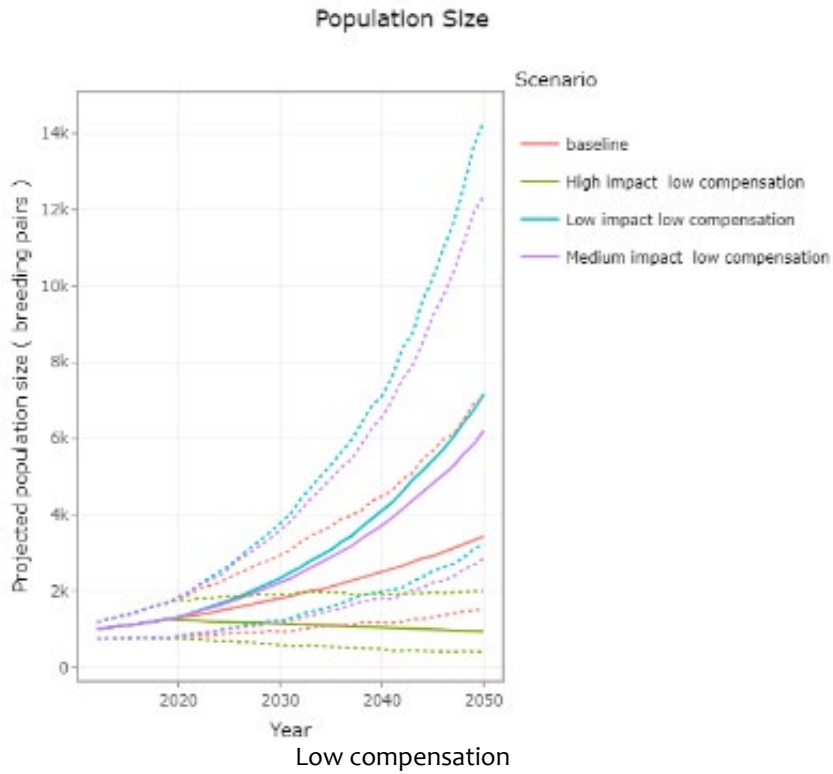 Population Size
Scenario
baseline
High impact low compensation
Low impact low compensation
Medium impact low compensation
Projected population size ( breeding pairs )
14k
12k
10k
8k
6k
4k
2k
0
2020 2030 2040 2050
Year
Low compensation